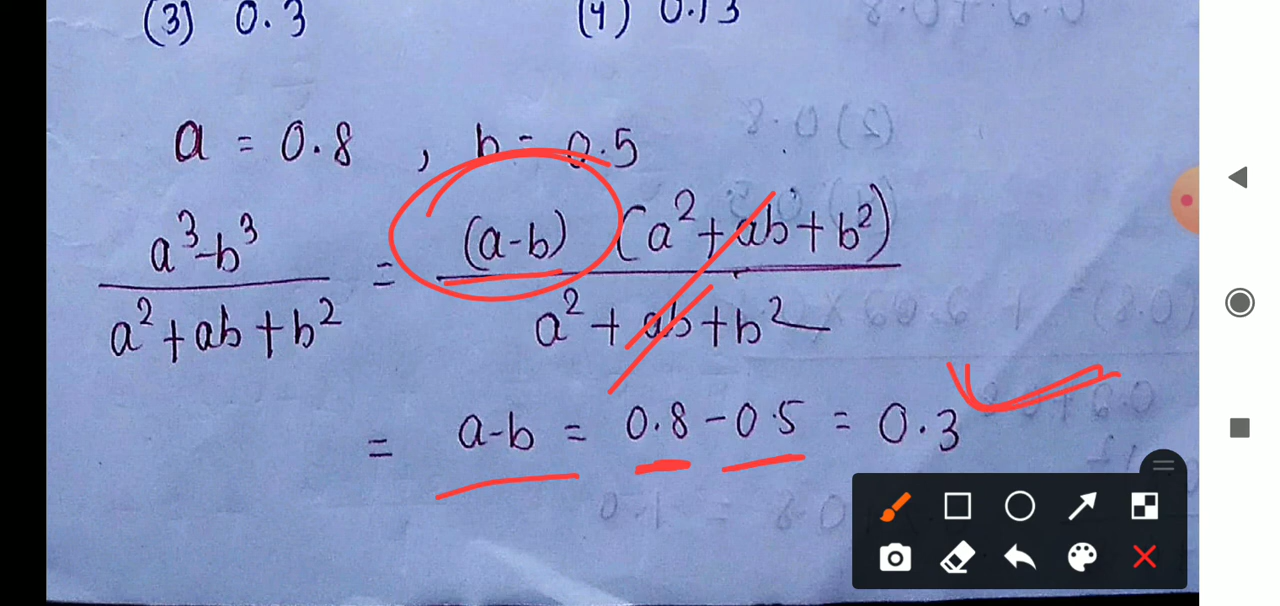 (3) 0.3 (4) 0.13
a = 0.8 , b = 0.5
a³-b³ / a²+ab+b² = (a-b) (a²+ab+b²) / a²+ab+b²
= a-b = 0.8-0.5 = 0.3